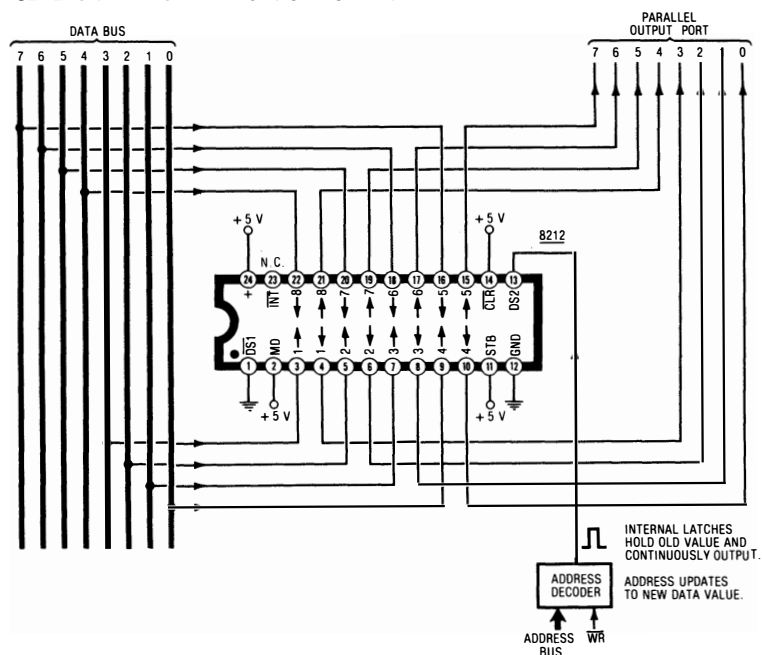 DATA BUS
7 6 5 4 3 2 1 0
PARALLEL
OUTPUT PORT
7 6 5 4 3 2 1 0
+5 V
N.C.
+5 V
8212
24 23 22 21 20 19 18 17 16 15 14 13
+ INT 8 8 7 7 6 6 5 5 CLR DS2
DS1 MD 1 1 2 2 3 3 4 4 STB GND
1 2 3 4 5 6 7 8 9 10 11 12
+5 V
+5 V
INTERNAL LATCHES
HOLD OLD VALUE AND
CONTINUOUSLY OUTPUT.
ADDRESS
DECODER
ADDRESS UPDATES
TO NEW DATA VALUE.
ADDRESS
BUS
WR